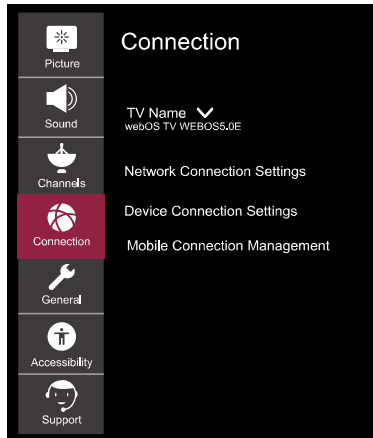 Picture
Sound
Channels
Connection
General
Accessibility
Support
Connection
TV Name
webOS TV WEBOS5.0E
Network Connection Settings
Device Connection Settings
Mobile Connection Management